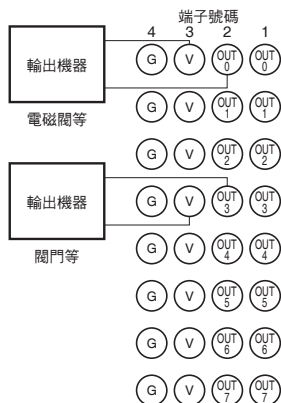 端子號碼
4 3 2 1
輸出機器
電磁閥等
G V OUT 0 OUT 0
G V OUT 1 OUT 1
G V OUT 2 OUT 2
輸出機器
閥門等
G V OUT 3 OUT 3
G V OUT 4 OUT 4
G V OUT 5 OUT 5
G V OUT 6 OUT 6
G V OUT 7 OUT 7